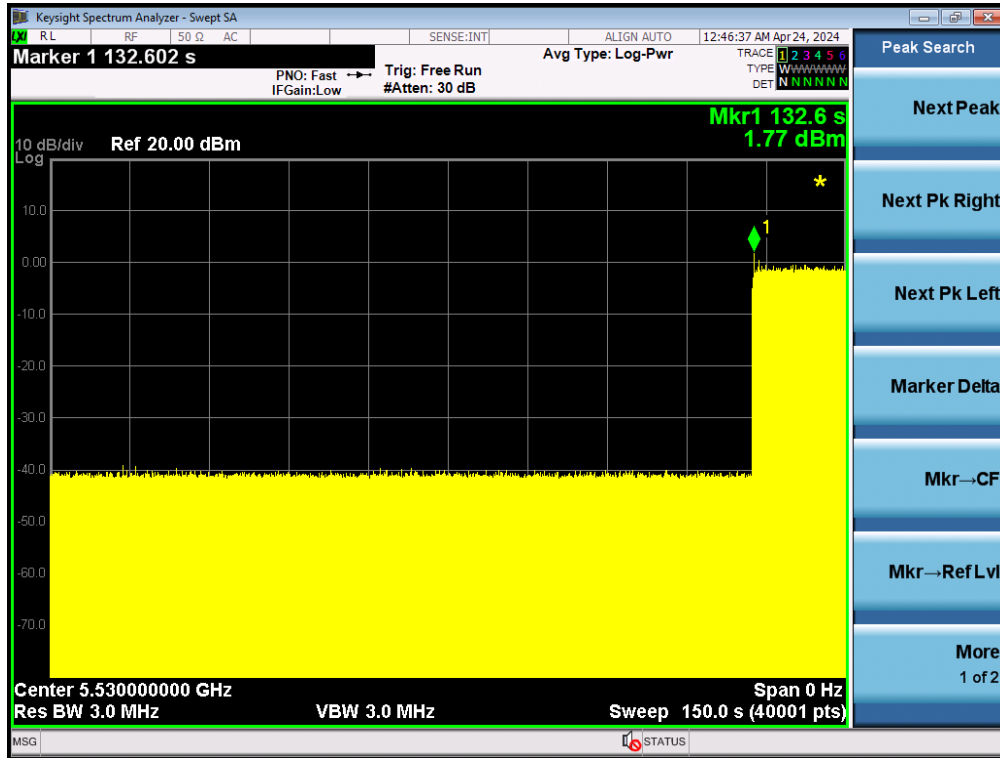 Keysight Spectrum Analyzer - Swept SA
LXI RL RF 50 Ω AC SENSE:INT ALIGN AUTO 12:46:37 AM Apr 24, 2024
Marker 1 132.602 s
PNO: Fast
IFGain:Low
Trig: Free Run
#Atten: 30 dB
Avg Type: Log-Pwr
TRACE 1 2 3 4 5 6
TYPE WWWWWW
DET N N N N N N
Mkr1 132.6 s
1.77 dBm
10 dB/div Ref 20.00 dBm
Log
*
10.0
1
0.00
-10.0
-20.0
-30.0
-40.0
-50.0
-60.0
-70.0
Center 5.530000000 GHz Span 0 Hz
Res BW 3.0 MHz VBW 3.0 MHz Sweep 150.0 s (40001 pts)
MSG STATUS
Peak Search
Next Peak
Next Pk Right
Next Pk Left
Marker Delta
Mkr→CF
Mkr→Ref Lvl
More
1 of 2